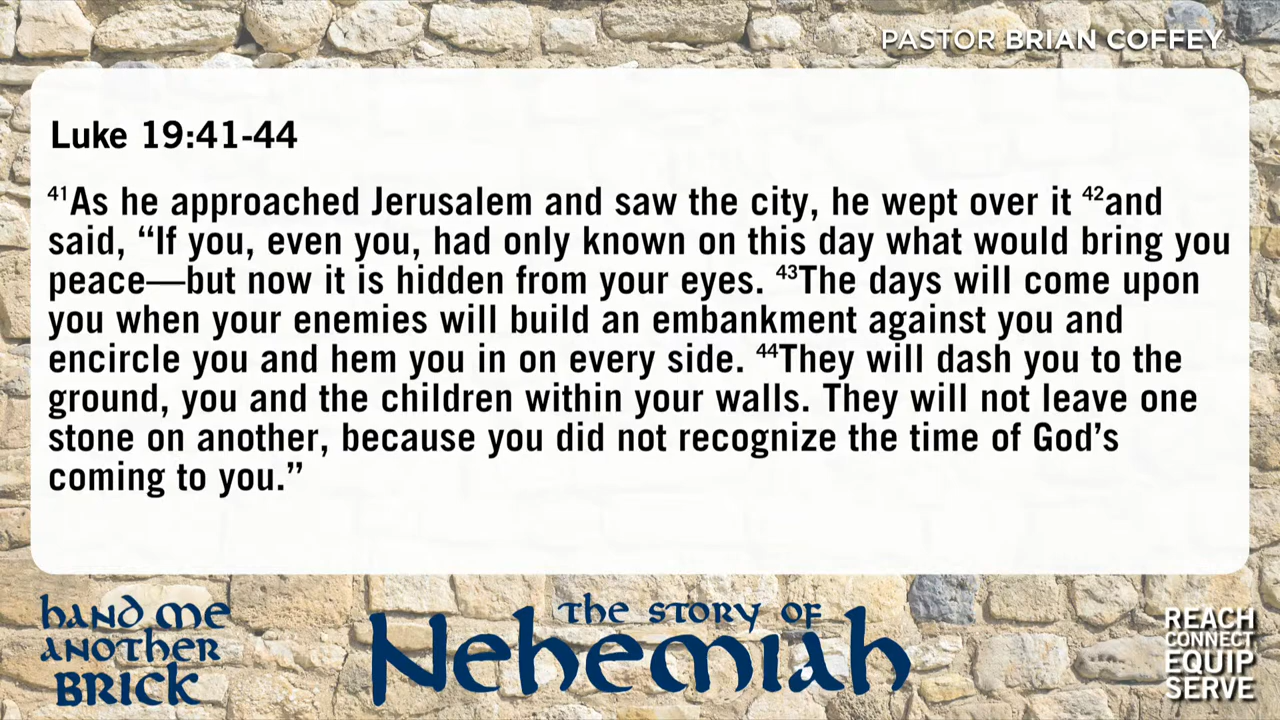 PASTOR BRIAN COFFEY
Luke 19:41-44
⁴¹As he approached Jerusalem and saw the city, he wept over it ⁴²and
said, “If you, even you, had only known on this day what would bring you
peace—but now it is hidden from your eyes. ⁴³The days will come upon
you when your enemies will build an embankment against you and
encircle you and hem you in on every side. ⁴⁴They will dash you to the
ground, you and the children within your walls. They will not leave one
stone on another, because you did not recognize the time of God’s
coming to you.”
hand me
another
BRICK
the story of
Nehemiah
REACH
CONNECT
EQUIP
SERVE